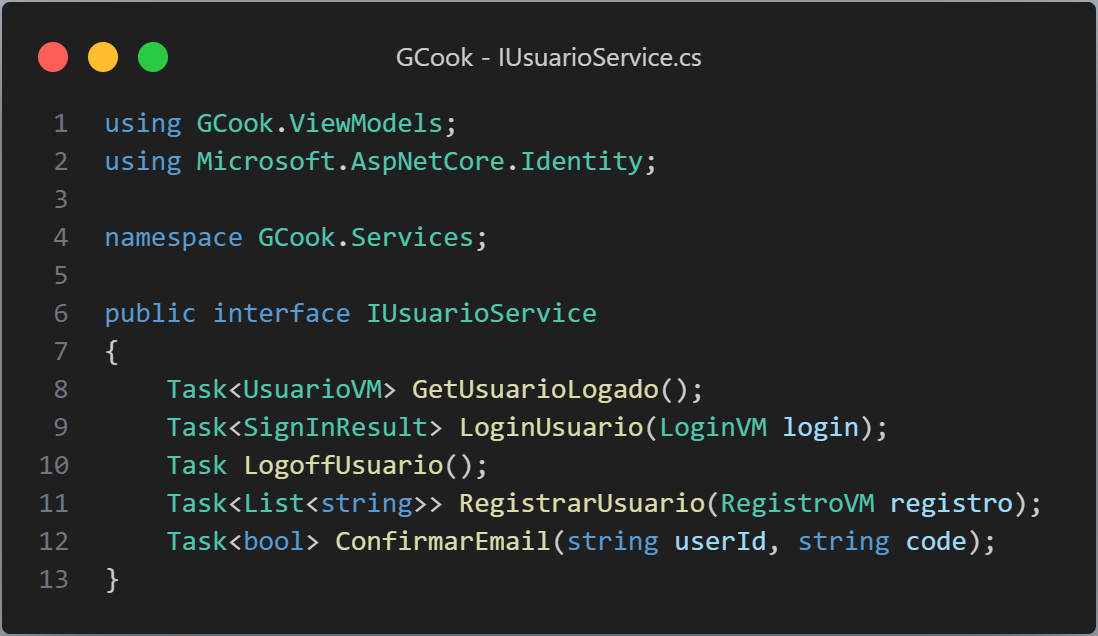 GCook - IUsuarioService.cs
1 using GCook.ViewModels;
2 using Microsoft.AspNetCore.Identity;
3
4 namespace GCook.Services;
5
6 public interface IUsuarioService
7 {
8     Task<UsuarioVM> GetUsuarioLogado();
9     Task<SignInResult> LoginUsuario(LoginVM login);
10     Task LogoffUsuario();
11     Task<List<string>> RegistrarUsuario(RegistroVM registro);
12     Task<bool> ConfirmarEmail(string userId, string code);
13 }